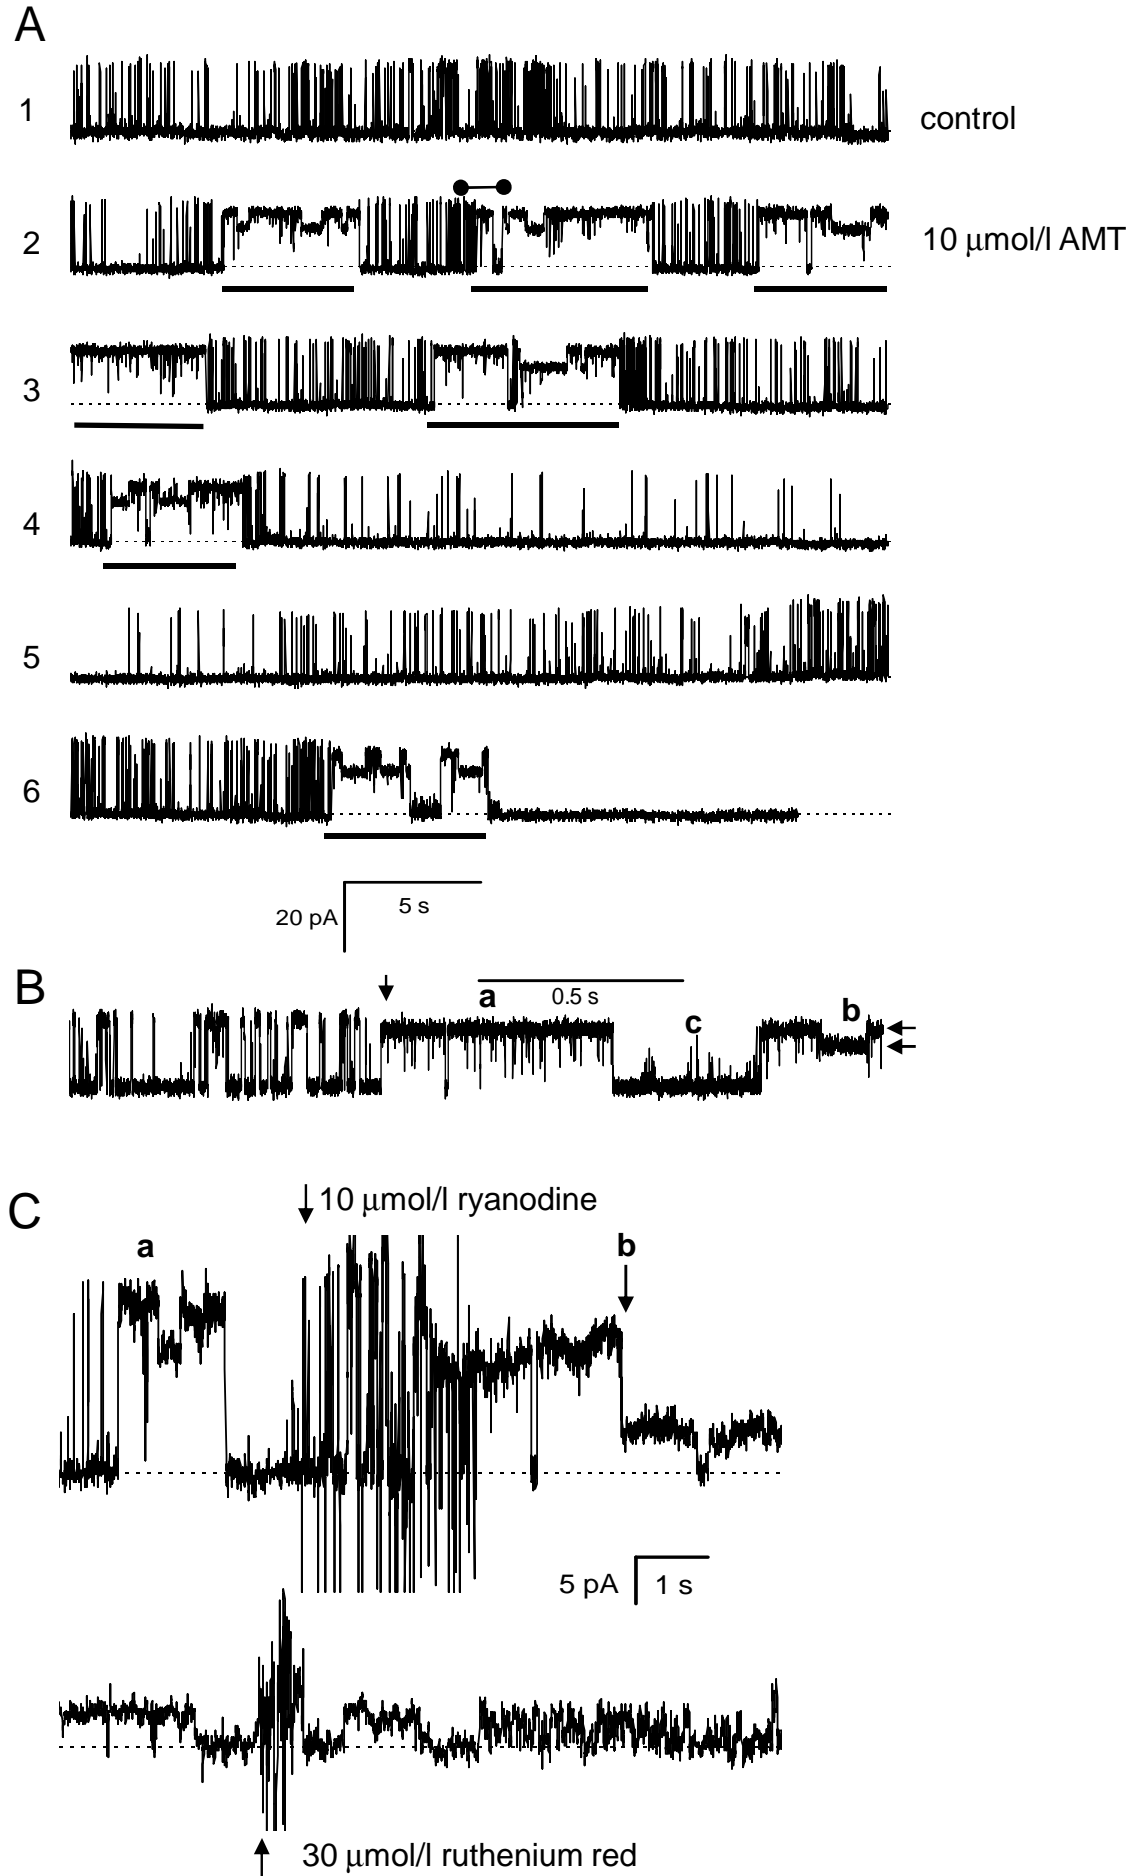 A
1
control
2
10 μmol/l AMT
3
4
5
6
20 pA
5 s
B
a
0.5 s
c
b
C
10 μmol/l ryanodine
a
b
5 pA
1 s
30 μmol/l ruthenium red